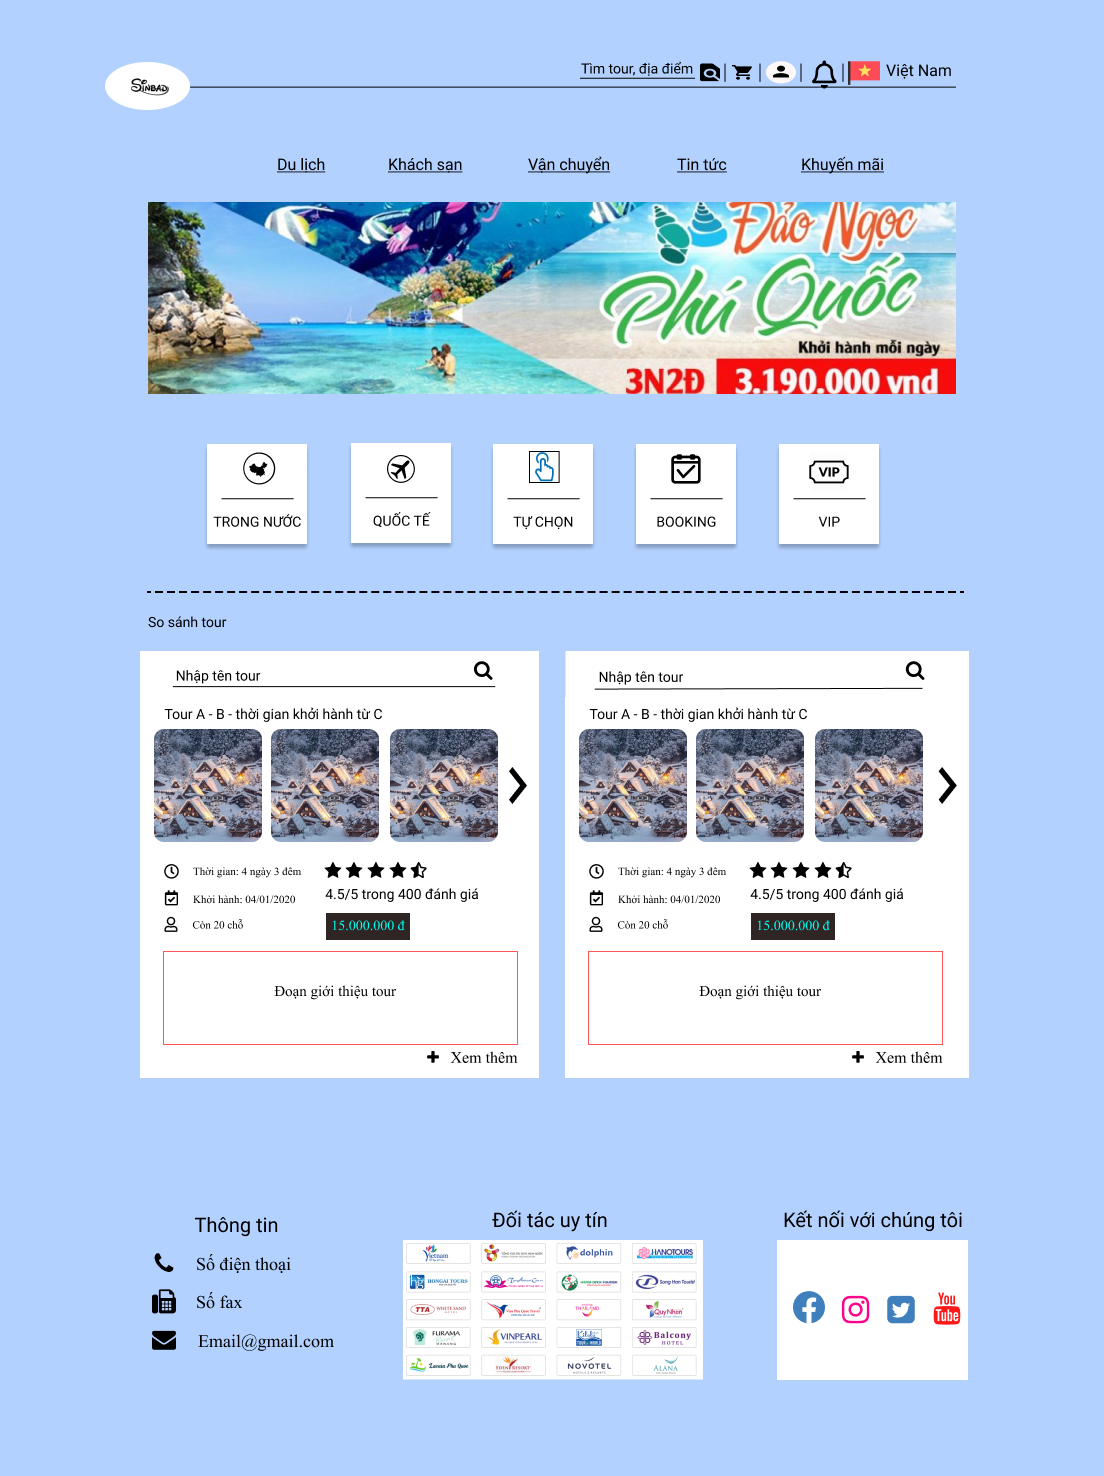 SINBAD
Tìm tour, địa điểm
Việt Nam
Du lịch Khách sạn Vận chuyển Tin tức Khuyến mãi
Đảo Ngọc
Phú Quốc
Khởi hành mỗi ngày
3N2Đ 3.190.000 vnd
VIP
TRONG NƯỚC QUỐC TẾ TỰ CHỌN BOOKING VIP
So sánh tour
Nhập tên tour
Tour A - B - thời gian khởi hành từ C
Thời gian: 4 ngày 3 đêm
Khởi hành: 04/01/2020
Còn 20 chỗ
4.5/5 trong 400 đánh giá
15.000.000 đ
Đoạn giới thiệu tour
Xem thêm
Nhập tên tour
Tour A - B - thời gian khởi hành từ C
Thời gian: 4 ngày 3 đêm
Khởi hành: 04/01/2020
Còn 20 chỗ
4.5/5 trong 400 đánh giá
15.000.000 đ
Đoạn giới thiệu tour
Xem thêm
Thông tin
Số điện thoại
Số fax
Email@gmail.com
Đối tác uy tín
Vietnam dolphin HANOTOURS
HONGAI TOURS Song Han Tourist
TTA WHITE SAND QuyNhon
FURAMA VINPEARL Balcony HOTEL
NOVOTEL ALANA
Kết nối với chúng tôi
You Tube